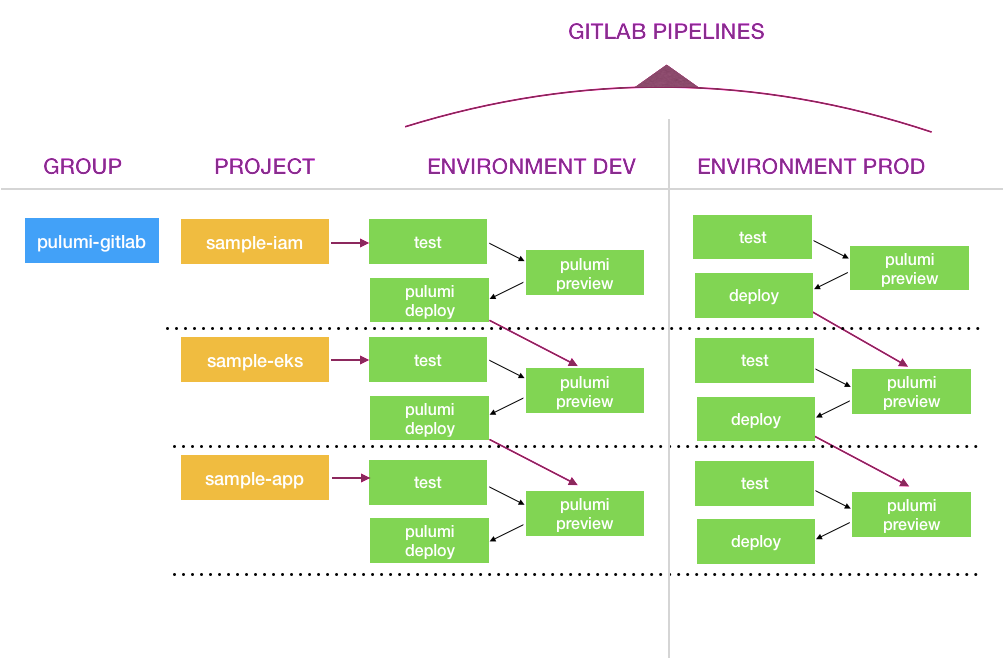 GITLAB PIPELINES
GROUP
PROJECT
ENVIRONMENT DEV
ENVIRONMENT PROD
pulumi-gitlab
sample-iam
test
pulumi
preview
pulumi
deploy
test
pulumi
preview
deploy
sample-eks
test
pulumi
preview
pulumi
deploy
test
pulumi
preview
deploy
sample-app
test
pulumi
preview
pulumi
deploy
test
pulumi
preview
deploy